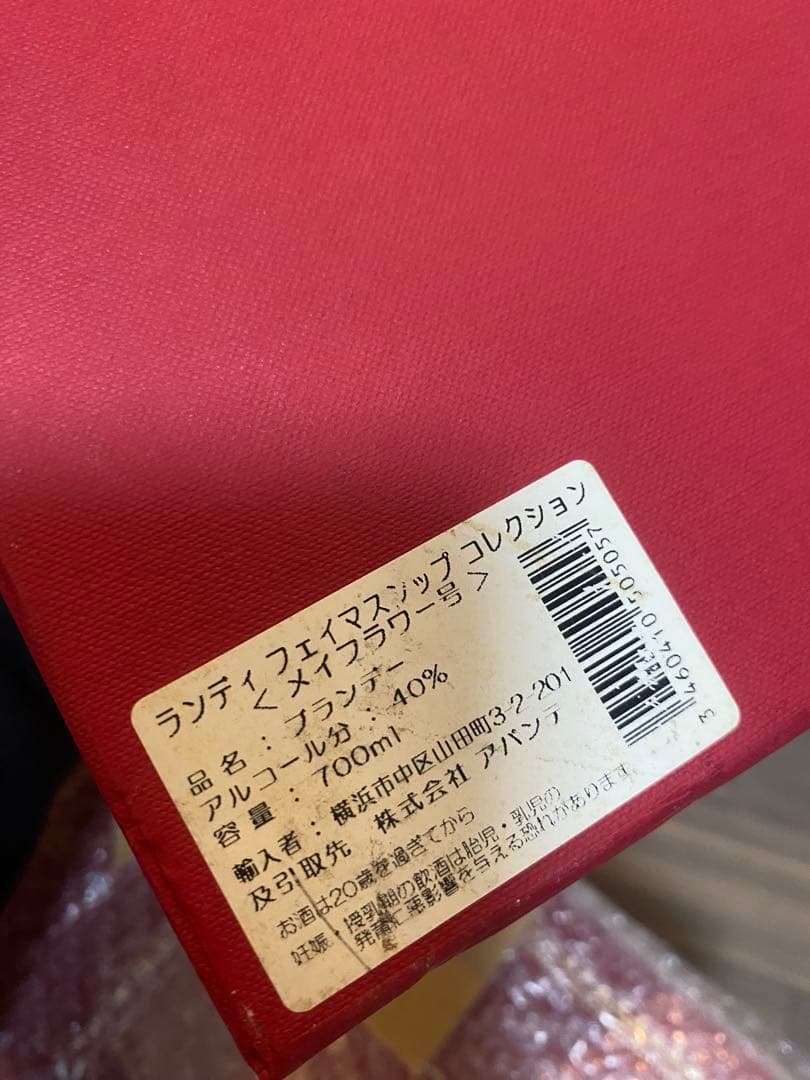 ランディ フェイマスシップ コレクション
< メイフラワー号 >
品名 : ブランデー
アルコール分 : 40%
容量 : 700ml
輸入者 : 横浜市中区山田町3-2-201
及引取先 株式会社 アバンテ
お酒は20歳を過ぎてから
妊娠・授乳期の飲酒は胎児・乳児の
発育に悪影響を与える恐れがあります
3 460410 505057